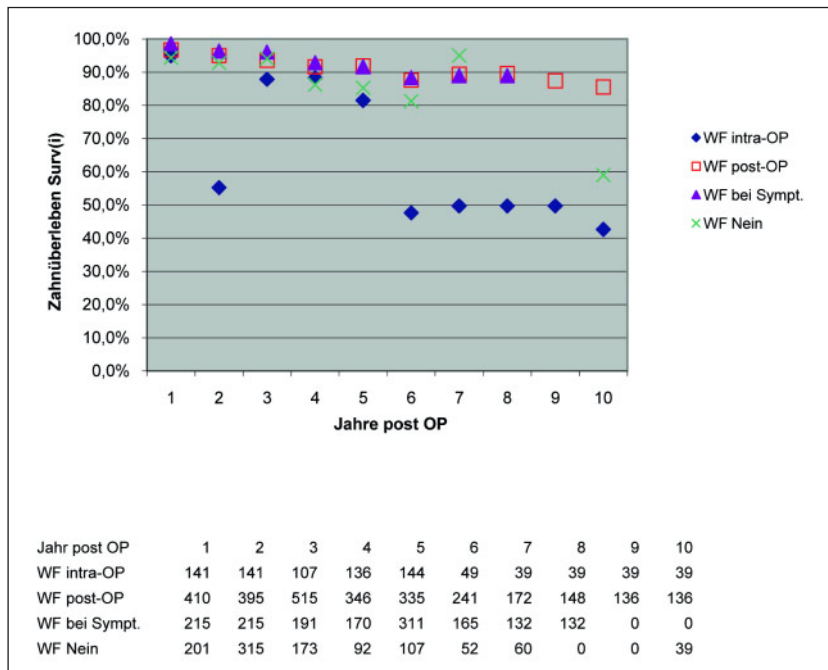 100,0%
90,0%
80,0%
70,0%
60,0%
50,0%
40,0%
30,0%
20,0%
10,0%
0,0%
Zahnüberleben Surv(i)
1 2 3 4 5 6 7 8 9 10
Jahre post OP
WF intra-OP
WF post-OP
WF bei Sympt.
WF Nein
Jahr post OP 1 2 3 4 5 6 7 8 9 10
WF intra-OP 141 141 107 136 144 49 39 39 39 39
WF post-OP 410 395 515 346 335 241 172 148 136 136
WF bei Sympt. 215 215 191 170 311 165 132 132 0 0
WF Nein 201 315 173 92 107 52 60 0 0 39